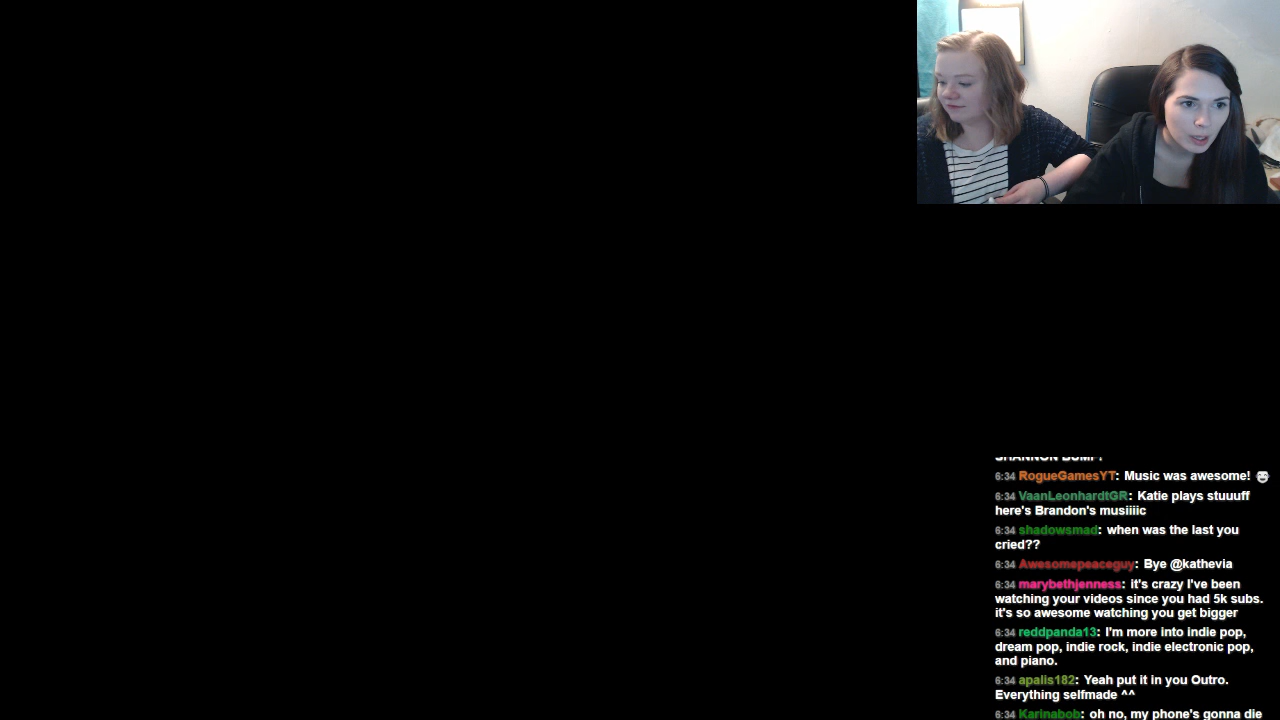 SHANNON BUMP!
6:34 RogueGamesYT: Music was awesome!
6:34 VaanLeonhardtGR: Katie plays stuuuff
here's Brandon's musiiiic
6:34 shadowsmad: when was the last you
cried??
6:34 Awesomepeaceguy: Bye @kathevia
6:34 marybethjenness: it's crazy I've been
watching your videos since you had 5k subs.
it's so awesome watching you get bigger
6:34 reddpanda13: I'm more into indie pop,
dream pop, indie rock, indie electronic pop,
and piano.
6:34 apalis182: Yeah put it in you Outro.
Everything selfmade ^^
6:34 Karinabob: oh no, my phone's gonna die